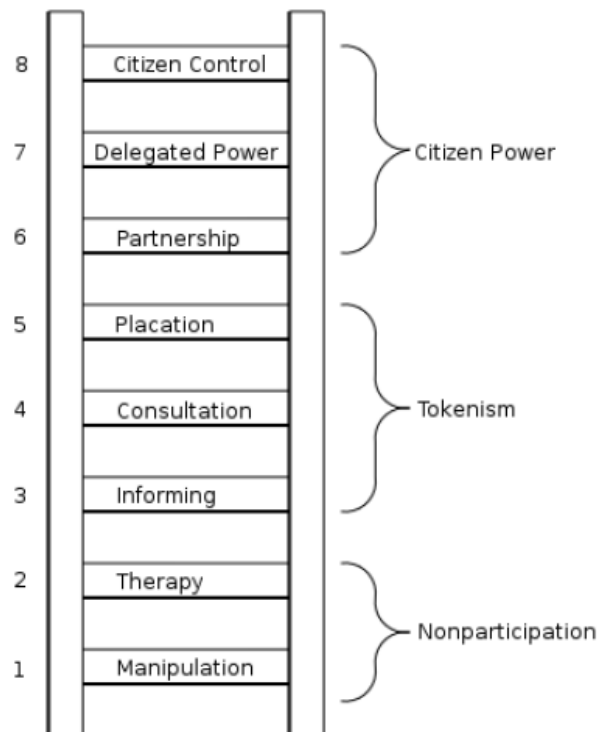 8 Citizen Control
7 Delegated Power
Citizen Power
6 Partnership
5 Placation
4 Consultation
Tokenism
3 Informing
2 Therapy
Nonparticipation
1 Manipulation